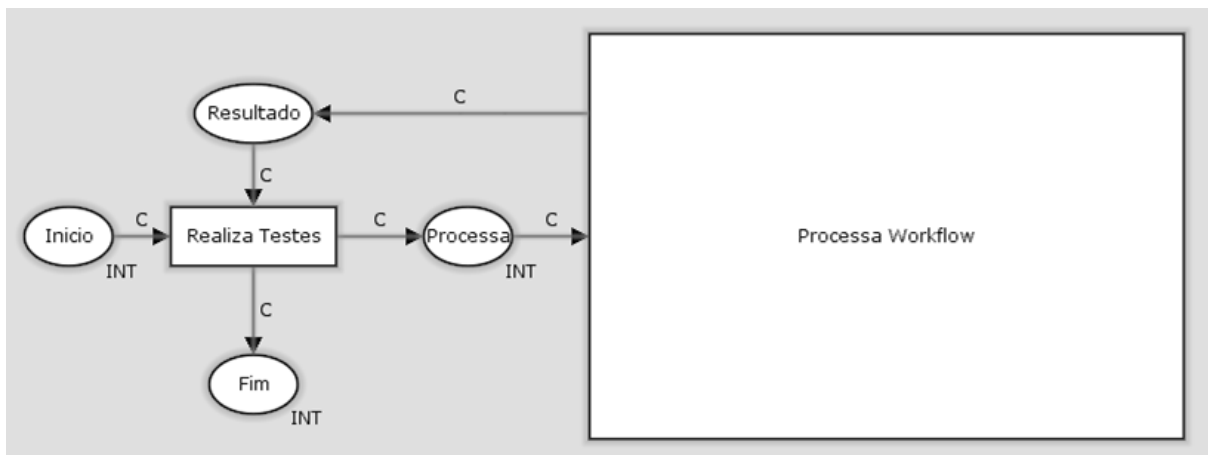 C
Resultado
C
Inicio
C
INT
Realiza Testes
C
Processa
INT
C
Processa Workflow
C
Fim
INT